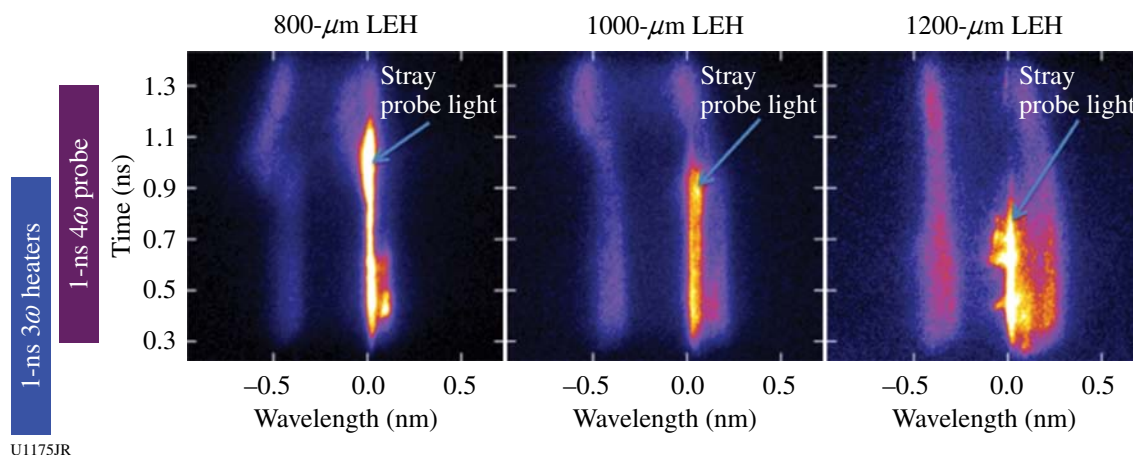 800-μm LEH
1000-μm LEH
1200-μm LEH
1-ns 3ω heaters
1-ns 4ω probe
Time (ns)
1.3
1.1
0.9
0.7
0.5
0.3
Stray
probe light
Stray
probe light
Stray
probe light
–0.5 0.0 0.5
–0.5 0.0 0.5
–0.5 0.0 0.5
Wavelength (nm)
Wavelength (nm)
Wavelength (nm)
U1175JR